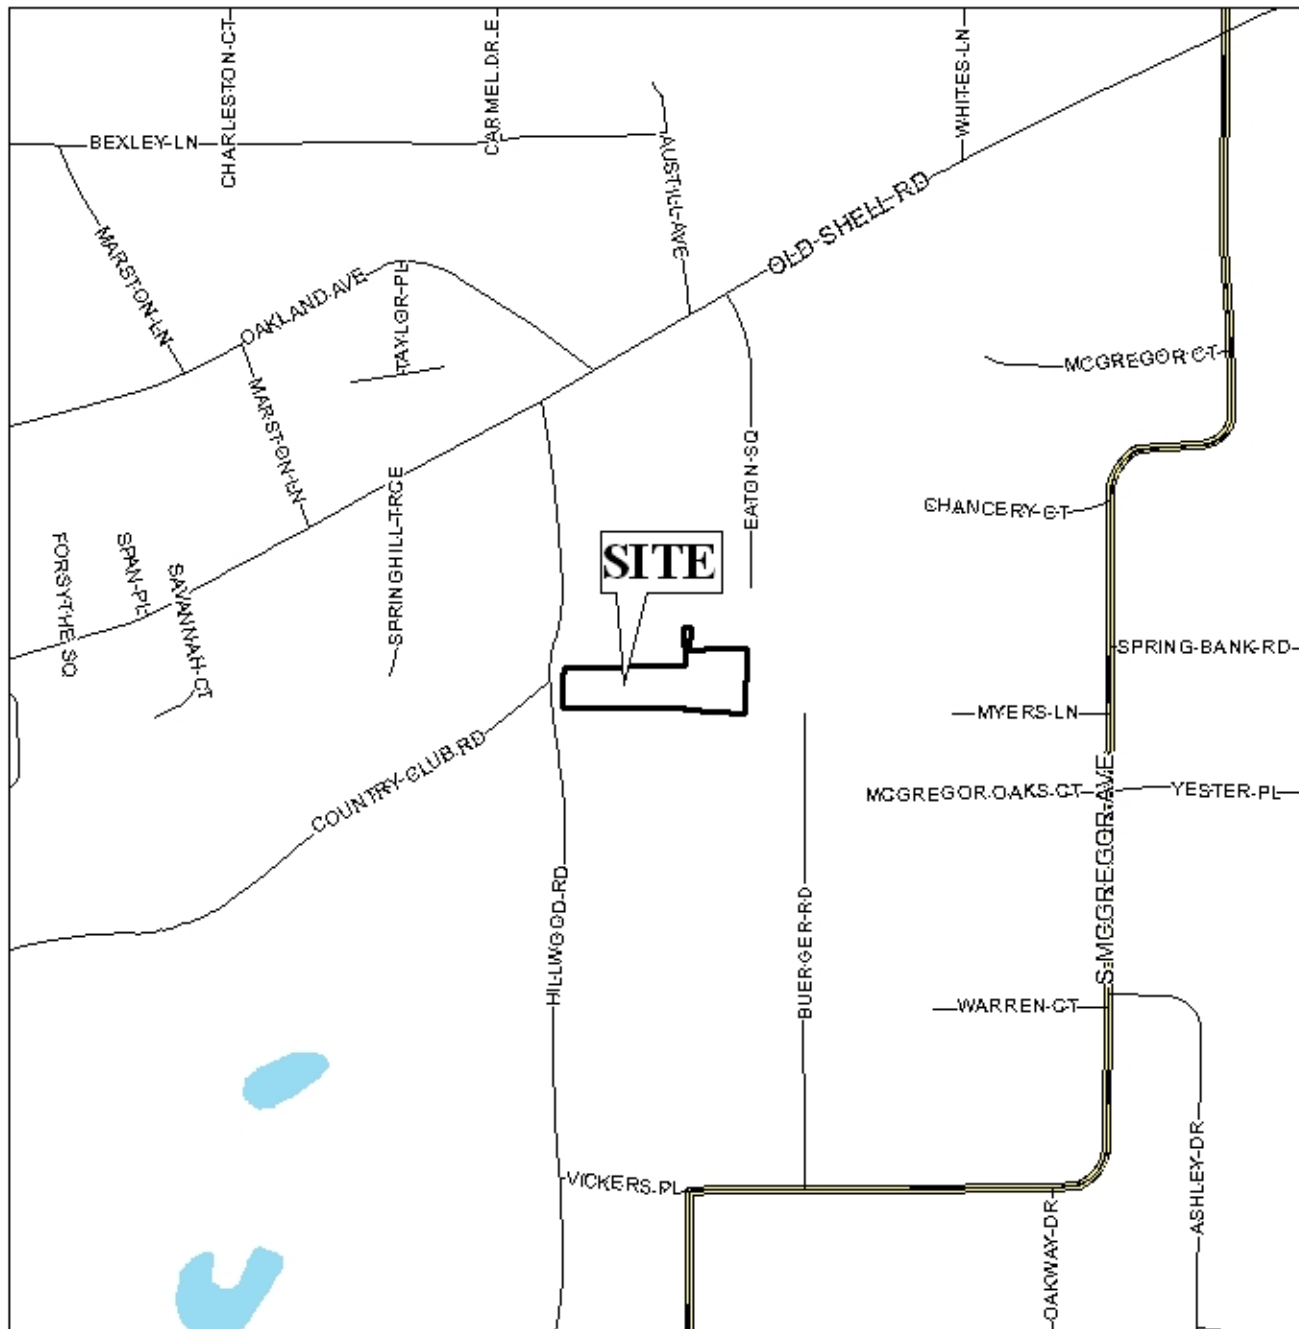 CHARLESTON CT
CARMEL DR E
WHITES LN
BEXLEY LN
AUSTILL AVE
OLD SHELL RD
MARSTON LN
OAKLAND AVE
TAYLOR PL
MCGREGOR CT
MARSTON LN
EATON SQ
SPRINGHILL TRCE
CHANCERY CT
FORSYTHE SQ
SPAN PL
SAVANNAH CT
SITE
SPRING BANK RD
MYERS LN
COUNTRY CLUB RD
MCGREGOR OAKS CT
YESTER PL
S MCGREGOR AVE
HILLWOOD RD
BUERGER RD
WARREN CT
VICKERS PL
ASHLEY DR
OAKWAY DR